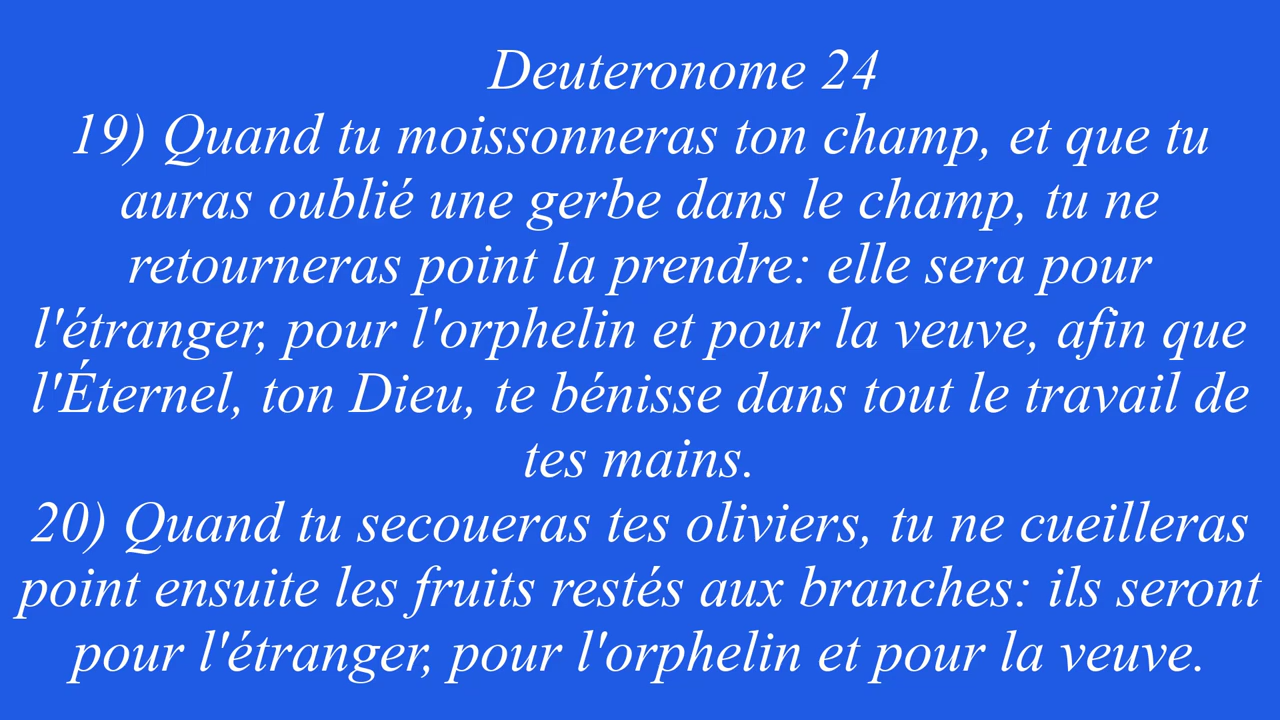 Deuteronome 24
19) Quand tu moissonneras ton champ, et que tu
auras oublié une gerbe dans le champ, tu ne
retourneras point la prendre: elle sera pour
l'étranger, pour l'orphelin et pour la veuve, afin que
l'Éternel, ton Dieu, te bénisse dans tout le travail de
tes mains.
20) Quand tu secoueras tes oliviers, tu ne cueilleras
point ensuite les fruits restés aux branches: ils seront
pour l'étranger, pour l'orphelin et pour la veuve.